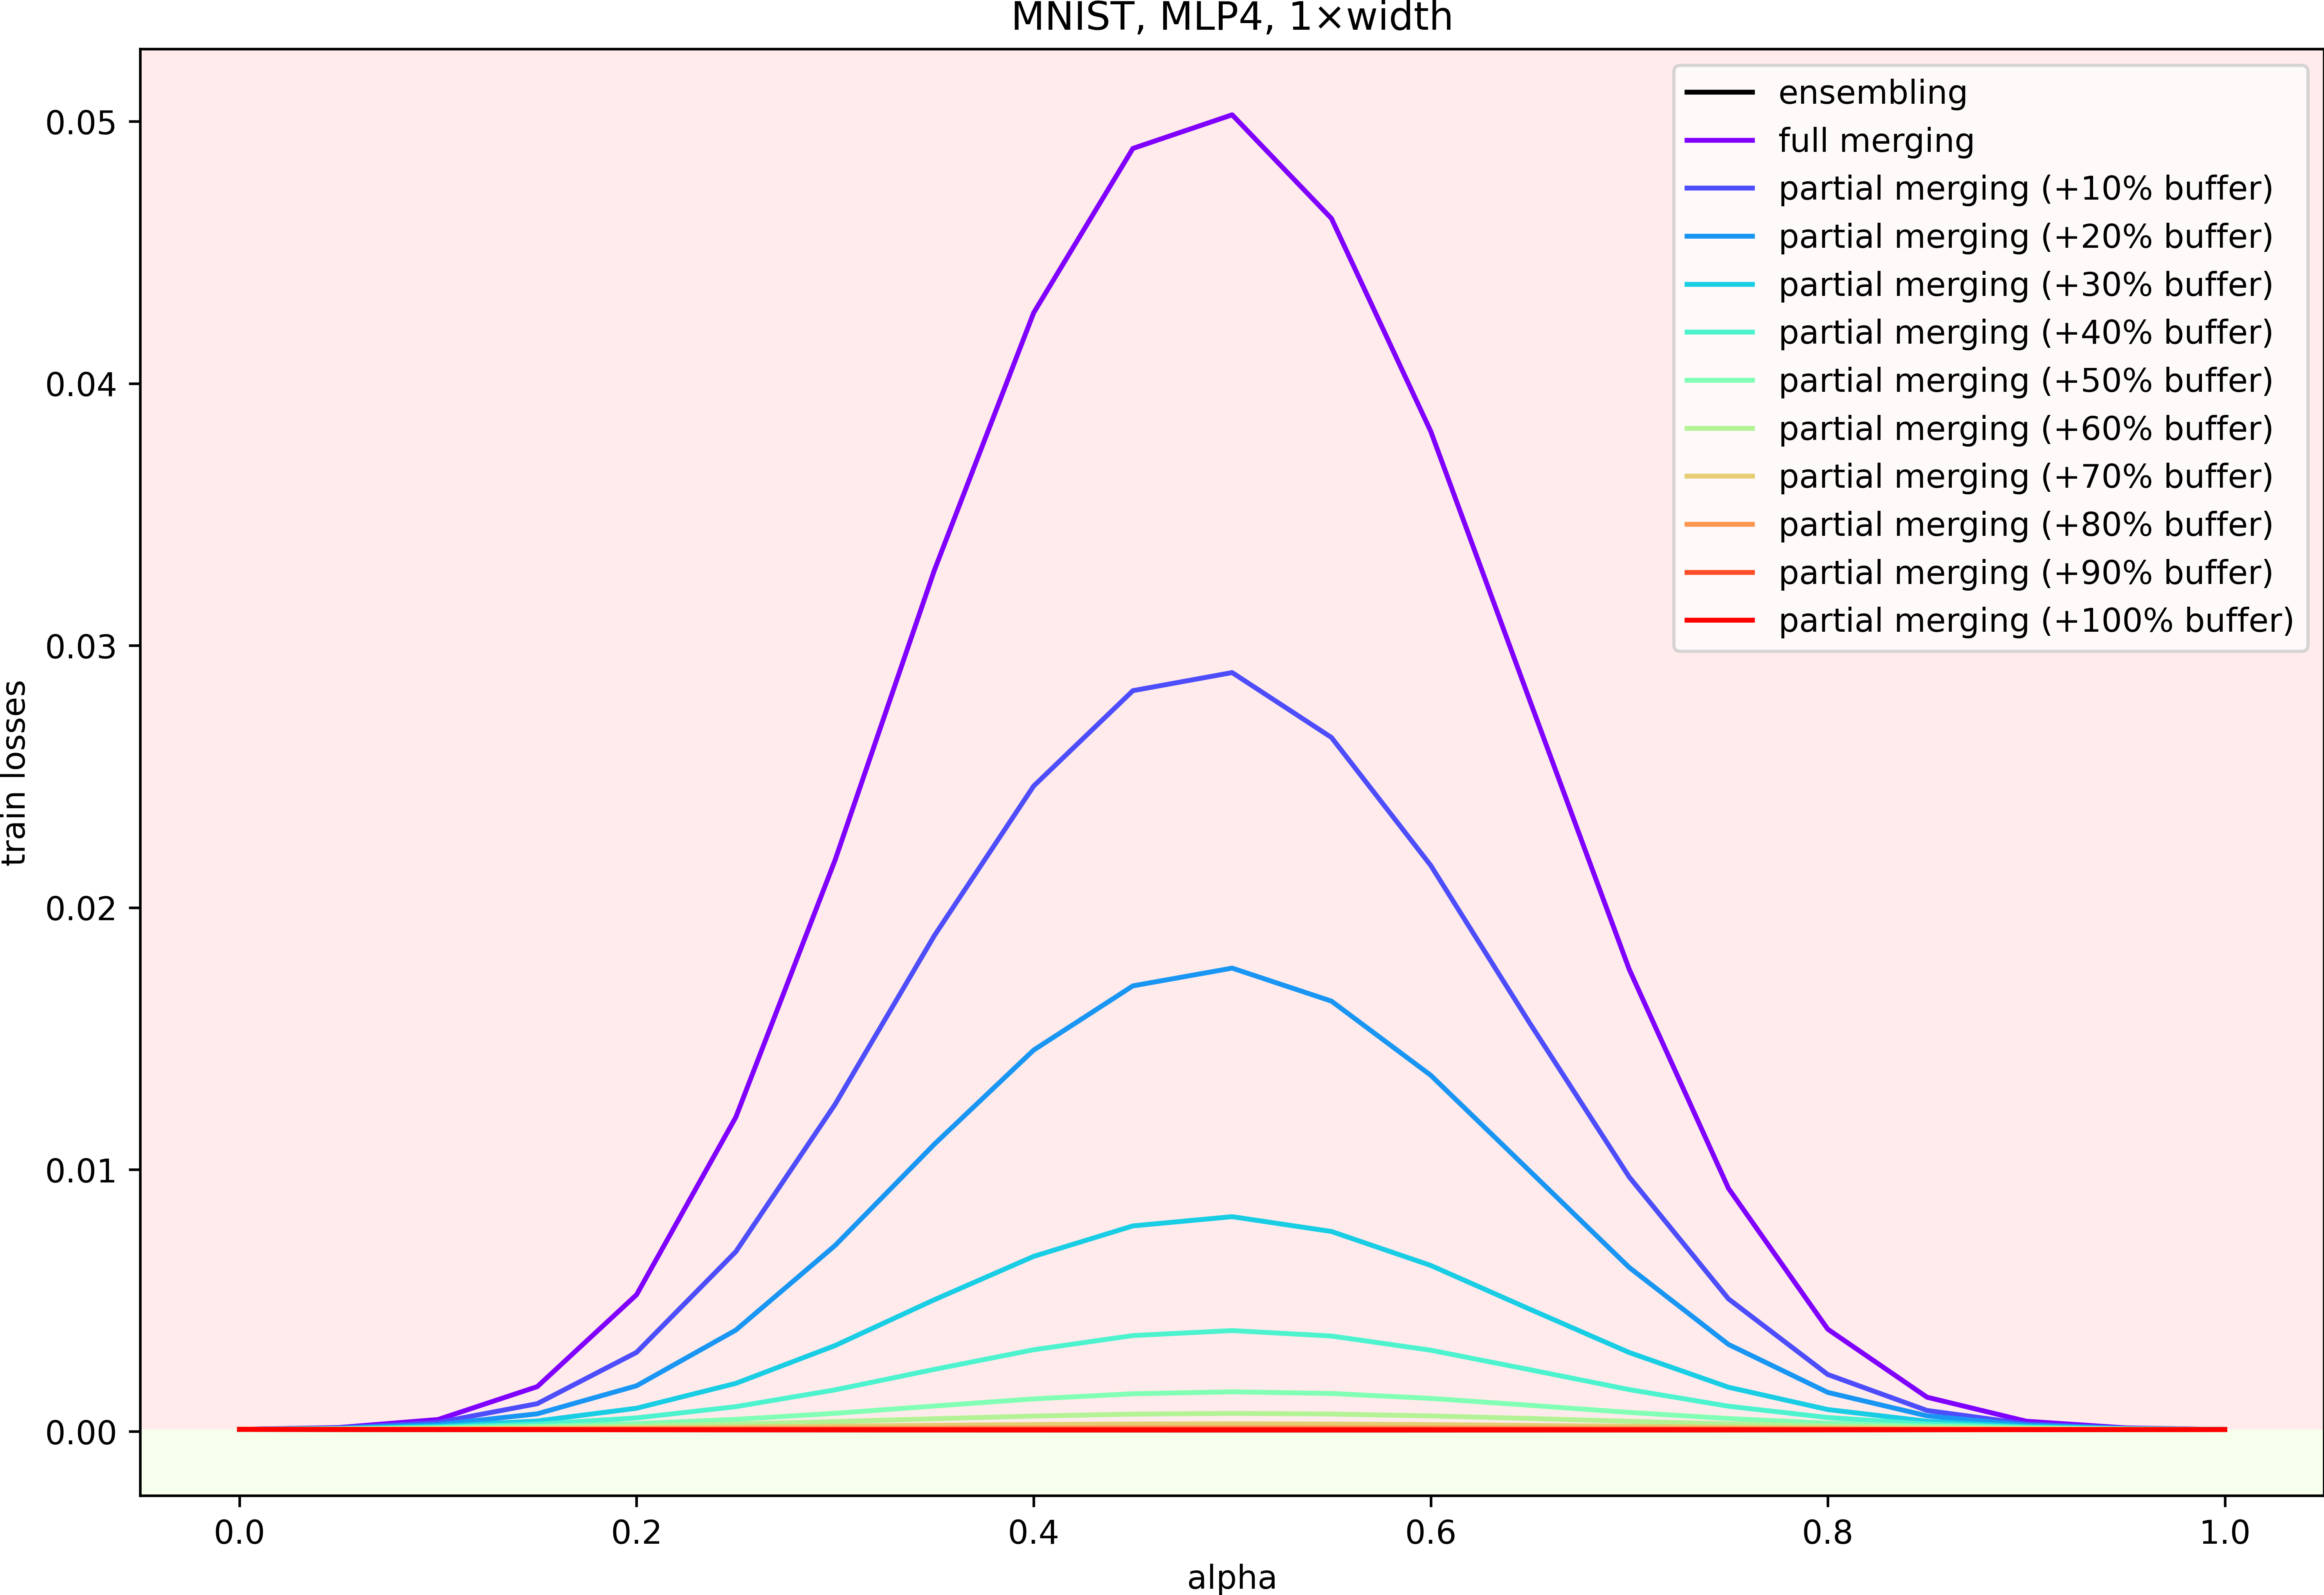 MNIST, MLP4, 1×width
ensembling
full merging
partial merging (+10% buffer)
partial merging (+20% buffer)
partial merging (+30% buffer)
partial merging (+40% buffer)
partial merging (+50% buffer)
partial merging (+60% buffer)
partial merging (+70% buffer)
partial merging (+80% buffer)
partial merging (+90% buffer)
partial merging (+100% buffer)
train losses
0.05
0.04
0.03
0.02
0.01
0.00
0.0 0.2 0.4 0.6 0.8 1.0
alpha